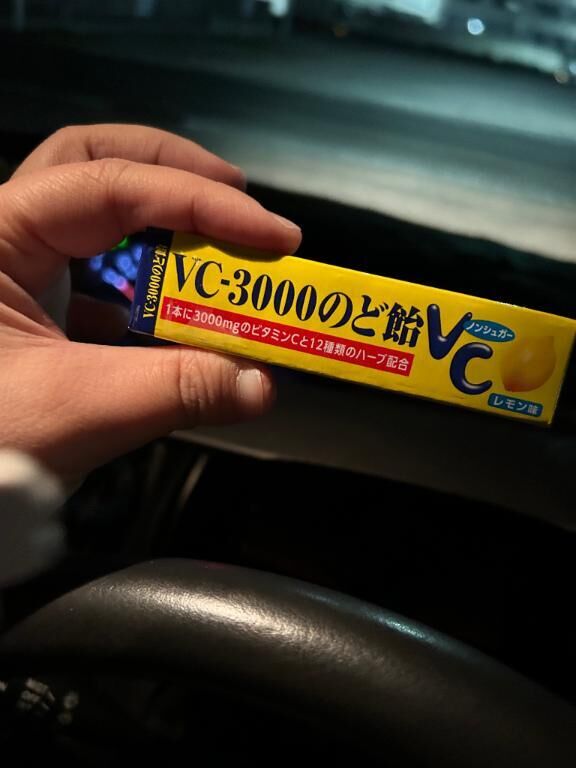 VC-3000のど飴
VC-3000のど飴
1本に3000mgのビタミンCと12種類のハーブ配合
VC
ノンシュガー
レモン味